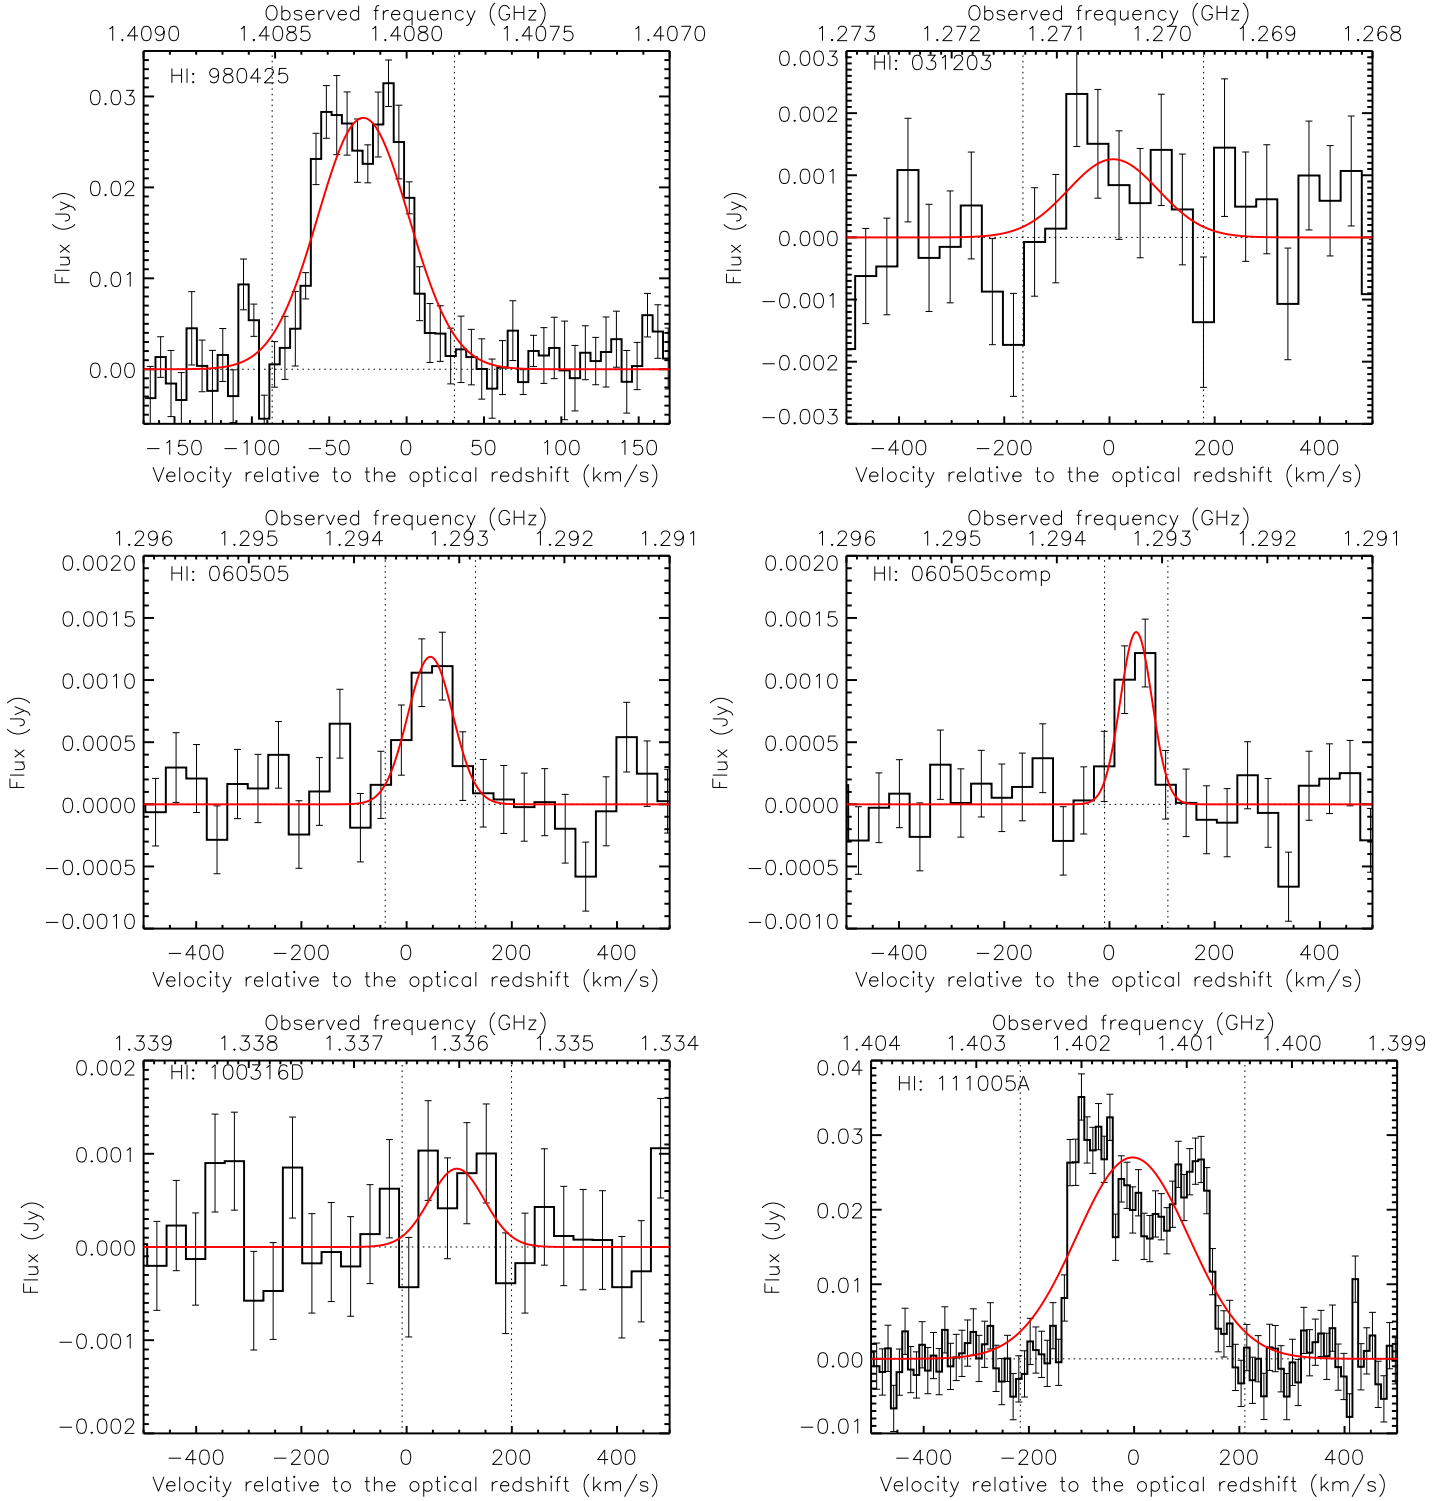 Observed frequency (GHz)
1.4090 1.4085 1.4080 1.4075 1.4070
HI: 980425
0.03
0.02
0.01
0.00
Flux (Jy)
−150 −100 −50 0 50 100 150
Velocity relative to the optical redshift (km/s)
Observed frequency (GHz)
1.273 1.272 1.271 1.270 1.269 1.268
HI: 031203
0.003
0.002
0.001
0.000
−0.001
−0.002
−0.003
Flux (Jy)
−400 −200 0 200 400
Velocity relative to the optical redshift (km/s)
Observed frequency (GHz)
1.296 1.295 1.294 1.293 1.292 1.291
HI: 060505
0.0020
0.0015
0.0010
0.0005
0.0000
−0.0005
−0.0010
Flux (Jy)
−400 −200 0 200 400
Velocity relative to the optical redshift (km/s)
Observed frequency (GHz)
1.296 1.295 1.294 1.293 1.292 1.291
HI: 060505comp
0.0020
0.0015
0.0010
0.0005
0.0000
−0.0005
−0.0010
Flux (Jy)
−400 −200 0 200 400
Velocity relative to the optical redshift (km/s)
Observed frequency (GHz)
1.339 1.338 1.337 1.336 1.335 1.334
HI: 100316D
0.002
0.001
0.000
−0.001
−0.002
Flux (Jy)
−400 −200 0 200 400
Velocity relative to the optical redshift (km/s)
Observed frequency (GHz)
1.404 1.403 1.402 1.401 1.400 1.399
HI: 111005A
0.04
0.03
0.02
0.01
0.00
−0.01
Flux (Jy)
−400 −200 0 200 400
Velocity relative to the optical redshift (km/s)